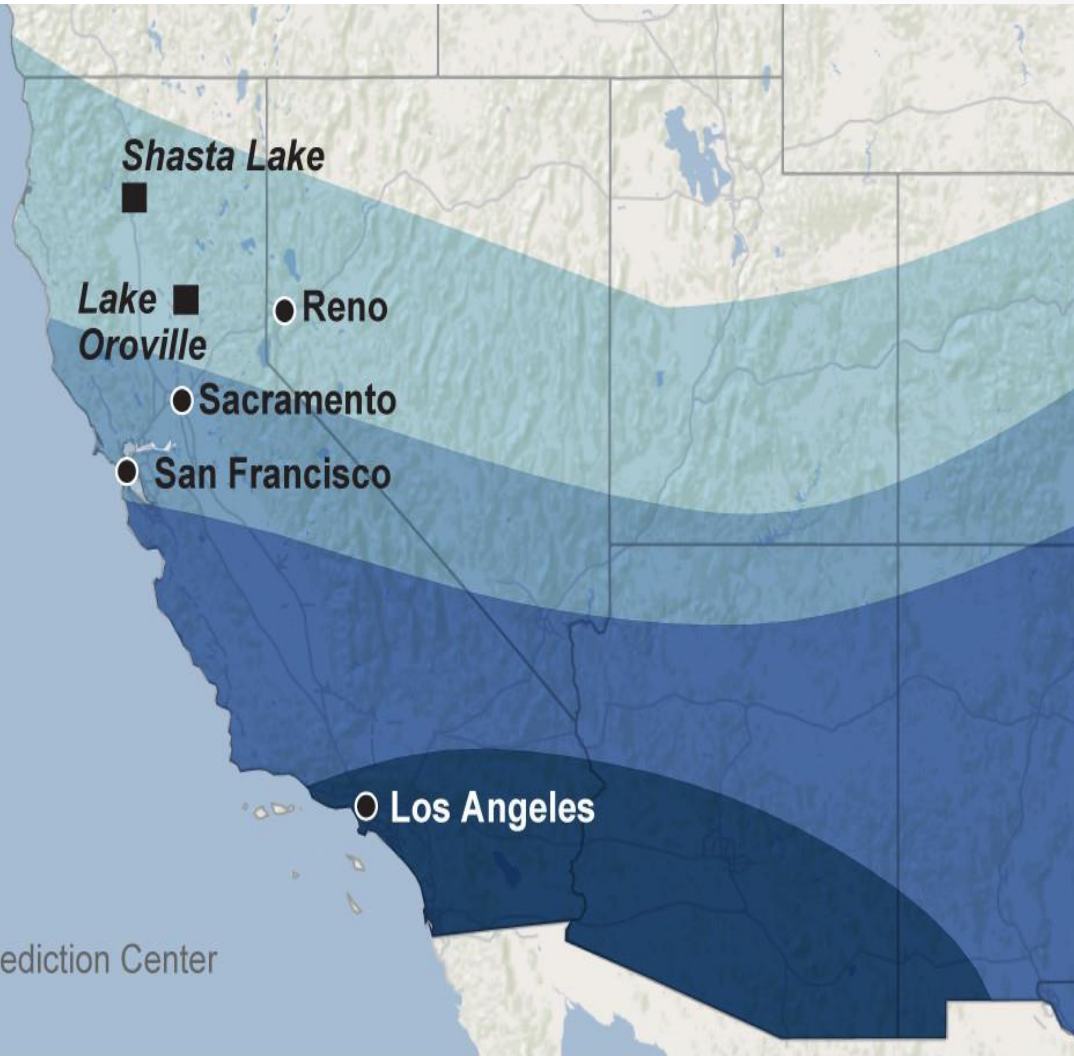 Shasta Lake
Lake
Oroville
Reno
Sacramento
San Francisco
Los Angeles
ediction Center